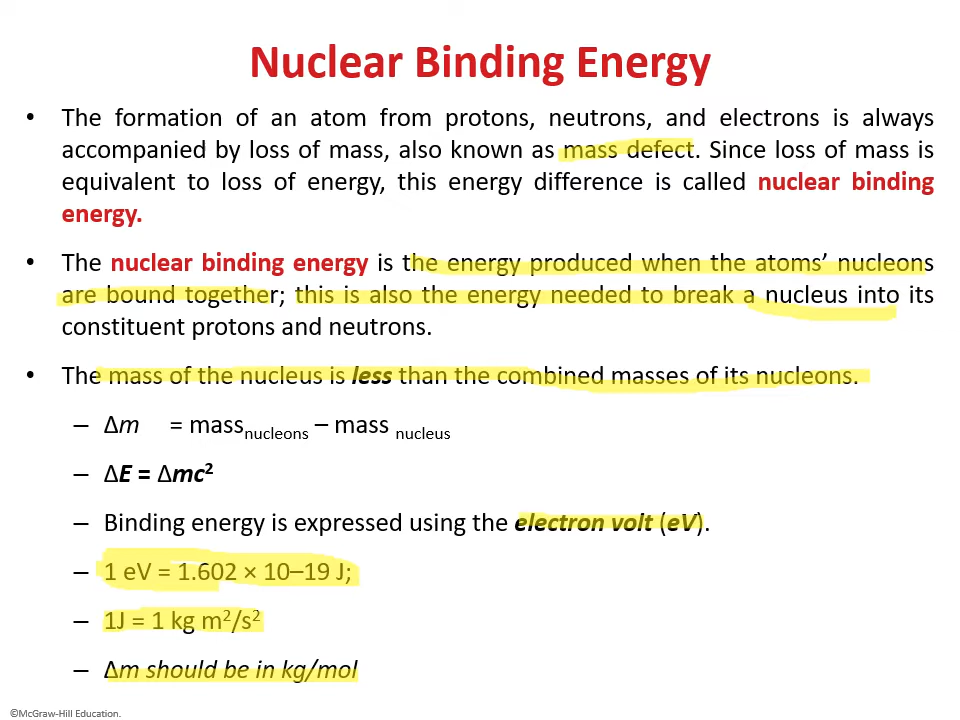 Nuclear Binding Energy
• The formation of an atom from protons, neutrons, and electrons is always
accompanied by loss of mass, also known as mass defect. Since loss of mass is
equivalent to loss of energy, this energy difference is called nuclear binding
energy.
• The nuclear binding energy is the energy produced when the atoms’ nucleons
are bound together; this is also the energy needed to break a nucleus into its
constituent protons and neutrons.
• The mass of the nucleus is less than the combined masses of its nucleons.
– Δm = mass_nucleons – mass _nucleus
– ΔE = Δmc²
– Binding energy is expressed using the electron volt (eV).
– 1 eV = 1.602 × 10–19 J;
– 1J = 1 kg m²/s²
– Δm should be in kg/mol
©McGraw-Hill Education.